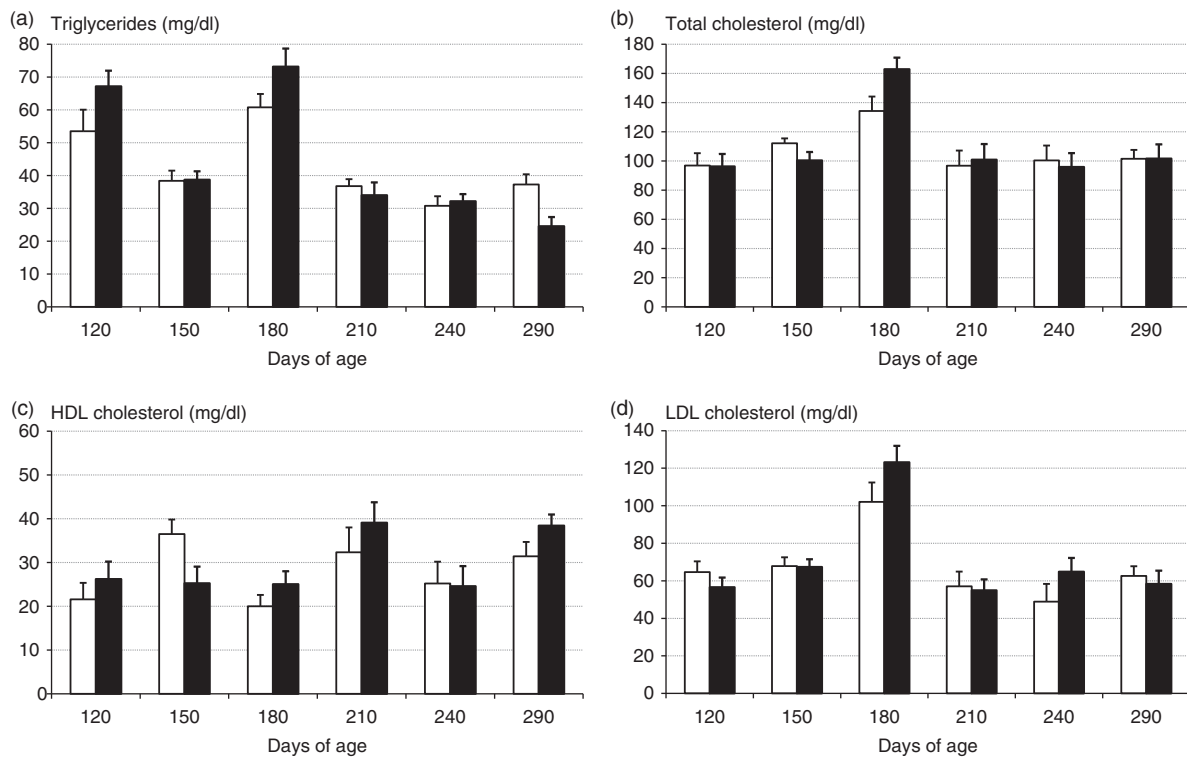 (a) Triglycerides (mg/dl)
80
70
60
50
40
30
20
10
0
120 150 180 210 240 290
Days of age
(b) Total cholesterol (mg/dl)
180
160
140
120
100
80
60
40
20
0
120 150 180 210 240 290
Days of age
(c) HDL cholesterol (mg/dl)
60
50
40
30
20
10
0
120 150 180 210 240 290
Days of age
(d) LDL cholesterol (mg/dl)
140
120
100
80
60
40
20
0
120 150 180 210 240 290
Days of age